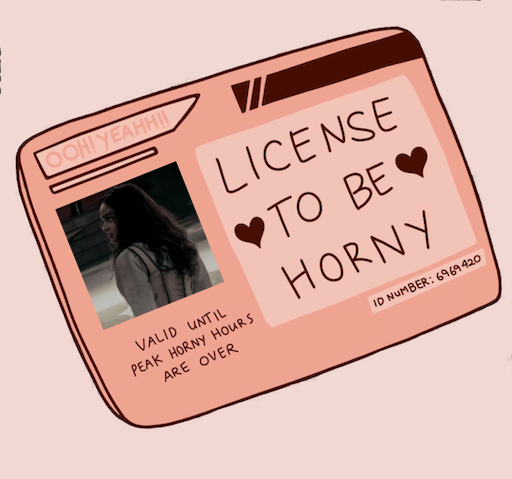 OOH! YEAHH!!
LICENSE
TO BE
HORNY
ID NUMBER: 6969420
VALID UNTIL
PEAK HORNY HOURS
ARE OVER